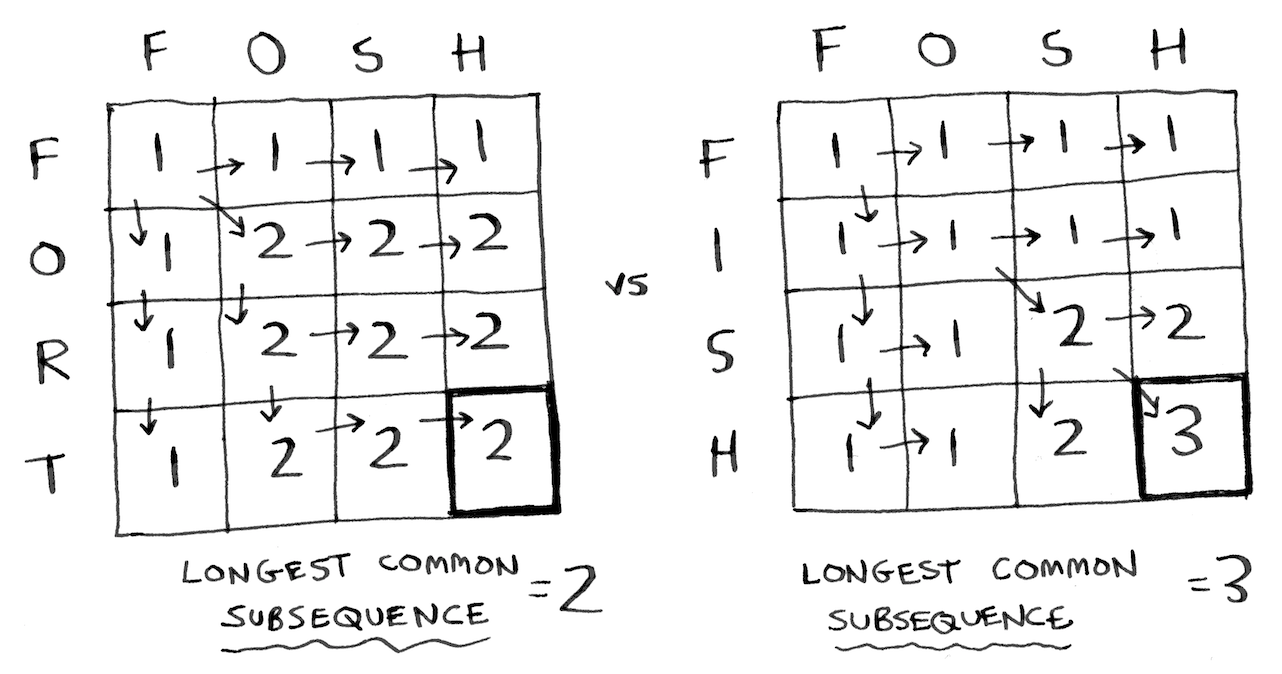 F O S H
F 1 → 1 → 1 → 1
O 1 2 → 2 → 2
R 1 2 → 2 → 2
T 1 2 → 2 → 2
LONGEST COMMON
SUBSEQUENCE = 2
vs
F O S H
F 1 → 1 → 1 → 1
I 1 → 1 → 1 → 1
S 1 → 1 2 → 2
H 1 → 1 2 3
LONGEST COMMON
SUBSEQUENCE = 3